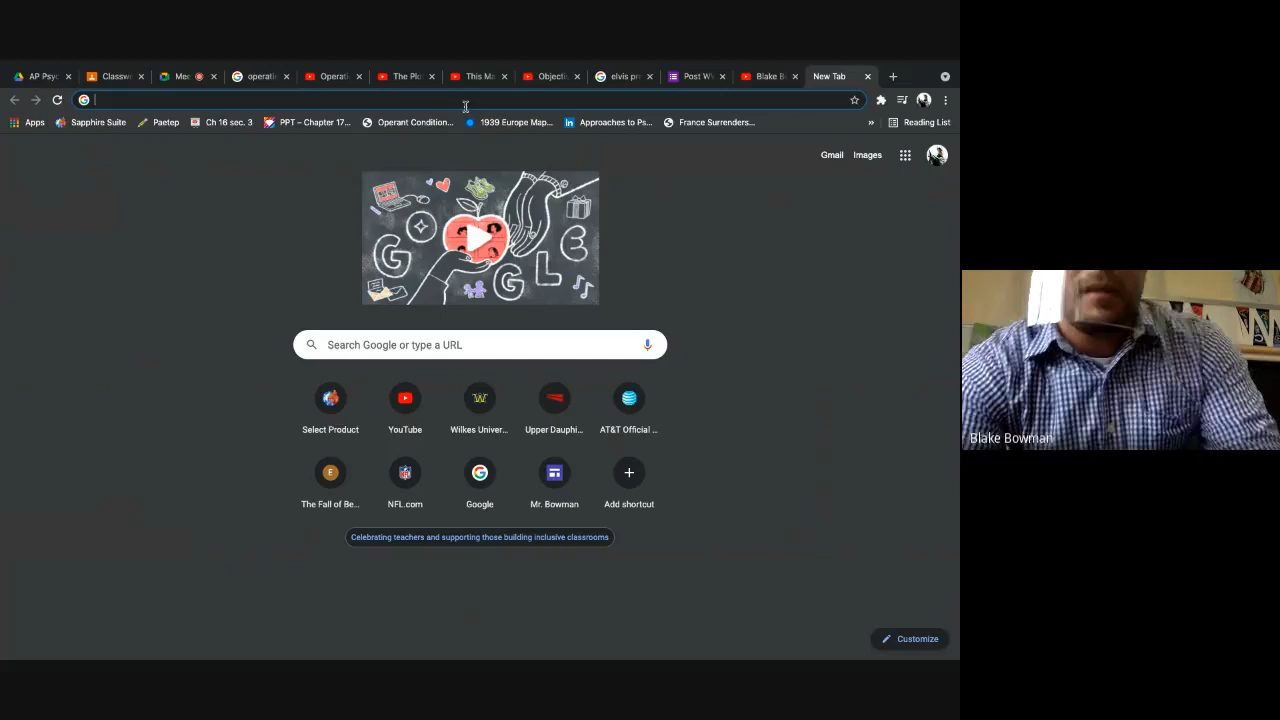 AP Psyc
Classw
Mee
operati
Operati
The Plo
This Ma
Objecti
elvis pr
Post W
Blake B
New Tab
Apps
Sapphire Suite
Paetep
Ch 16 sec. 3
PPT – Chapter 17...
Operant Condition...
1939 Europe Map...
Approaches to Ps...
France Surrenders...
»
Reading List
Gmail
Images
G
G
L
E
Search Google or type a URL
Select Product
YouTube
Wilkes Univer...
Upper Dauphi...
AT&T Official ...
The Fall of Be...
NFL.com
Google
Mr. Bowman
Add shortcut
Celebrating teachers and supporting those building inclusive classrooms
Customize
Blake Bowman